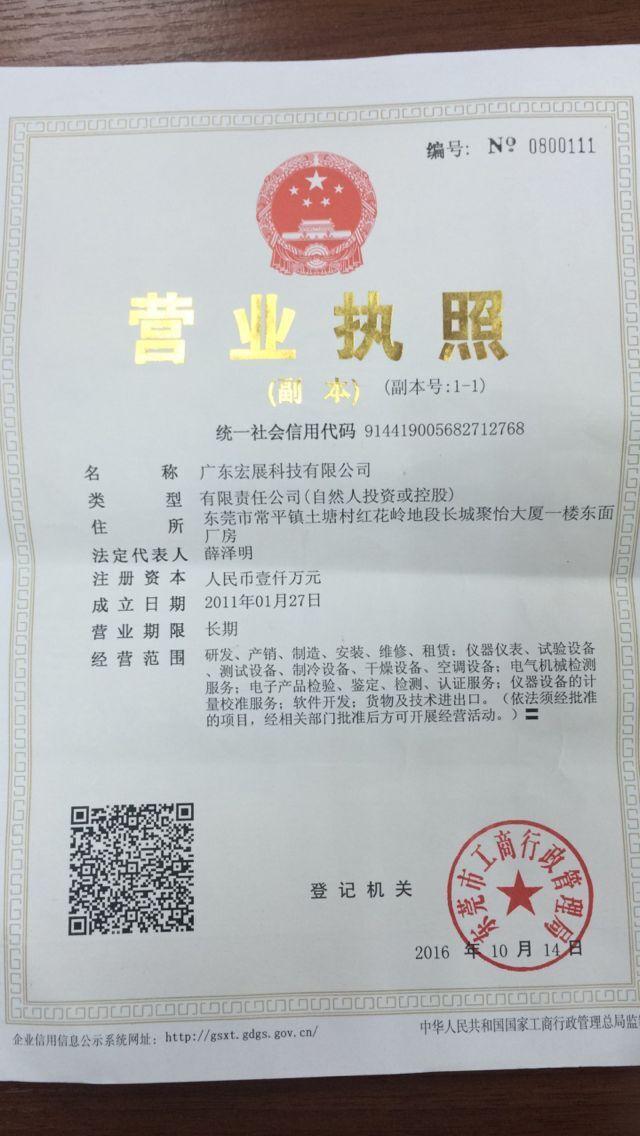 编号: №0800111
营业执照
(副本) (副本号:1-1)
统一社会信用代码 914419005682712768
名称 广东宏展科技有限公司
类型 有限责任公司(自然人投资或控股)
住所 东莞市常平镇土塘村红花岭地段长城聚怡大厦一楼东面
厂房
法定代表人 薛泽明
注册资本 人民币壹仟万元
成立日期 2011年01月27日
营业期限 长期
经营范围 研发、产销、制造、安装、维修、租赁；仪器仪表、试验设备
、测试设备、制冷设备、干燥设备、空调设备；电气机械检测
服务；电子产品检验、鉴定、检测、认证服务；仪器设备的计
量校准服务；软件开发；货物及技术进出口。（依法须经批准
的项目，经相关部门批准后方可开展经营活动。）〓
登记机关
东莞市工商行政管理局
2016 年 10 月 14 日
企业信用信息公示系统网址: http://gsxt.gdgs.gov.cn/
中华人民共和国国家工商行政管理总局监制